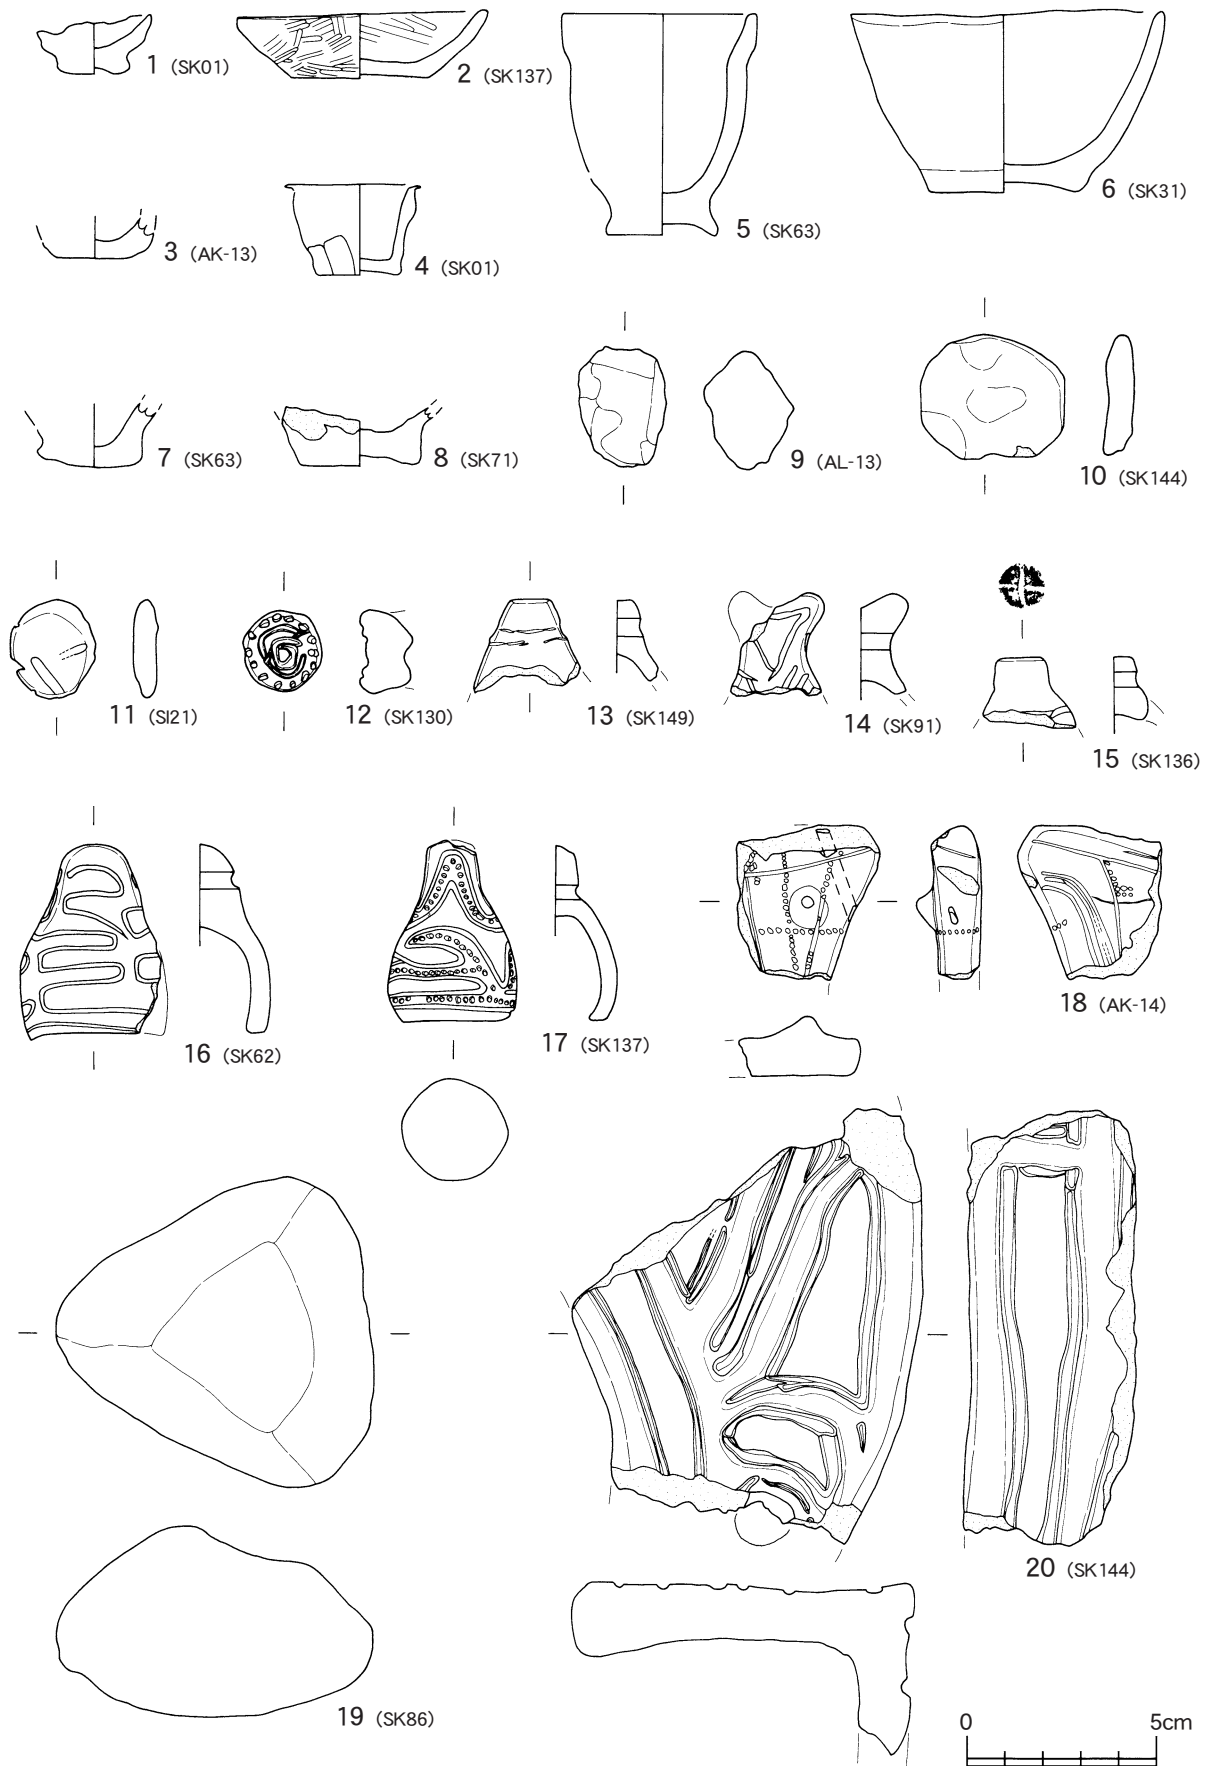 1 (SK01)
2 (SK137)
3 (AK-13)
4 (SK01)
5 (SK63)
6 (SK31)
7 (SK63)
8 (SK71)
9 (AL-13)
10 (SK144)
11 (SI21)
12 (SK130)
13 (SK149)
14 (SK91)
15 (SK136)
16 (SK62)
17 (SK137)
18 (AK-14)
19 (SK86)
20 (SK144)
0 5cm